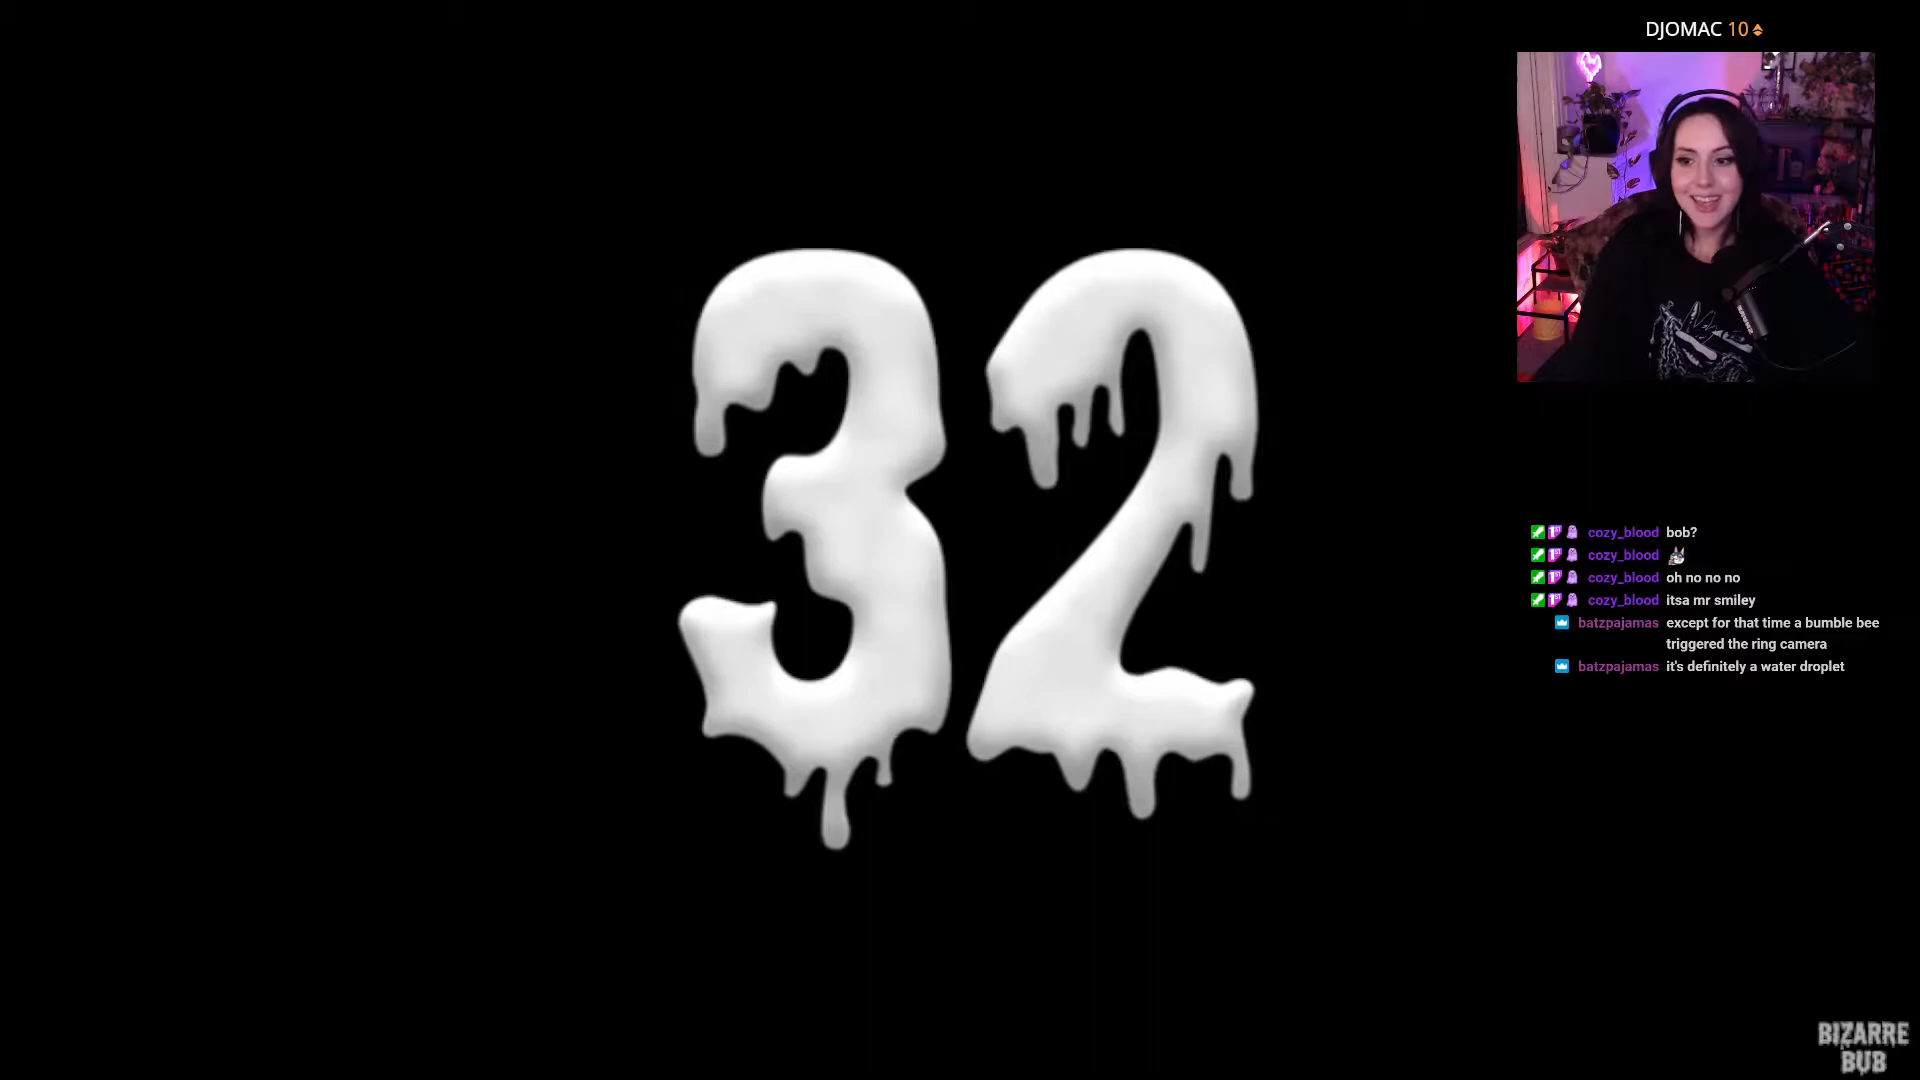 DJOMAC 10
32
cozy_blood bob?
cozy_blood
cozy_blood oh no no no
cozy_blood itsa mr smiley
batzpajamas except for that time a bumble bee
triggered the ring camera
batzpajamas it's definitely a water droplet
BIZARRE
BUB